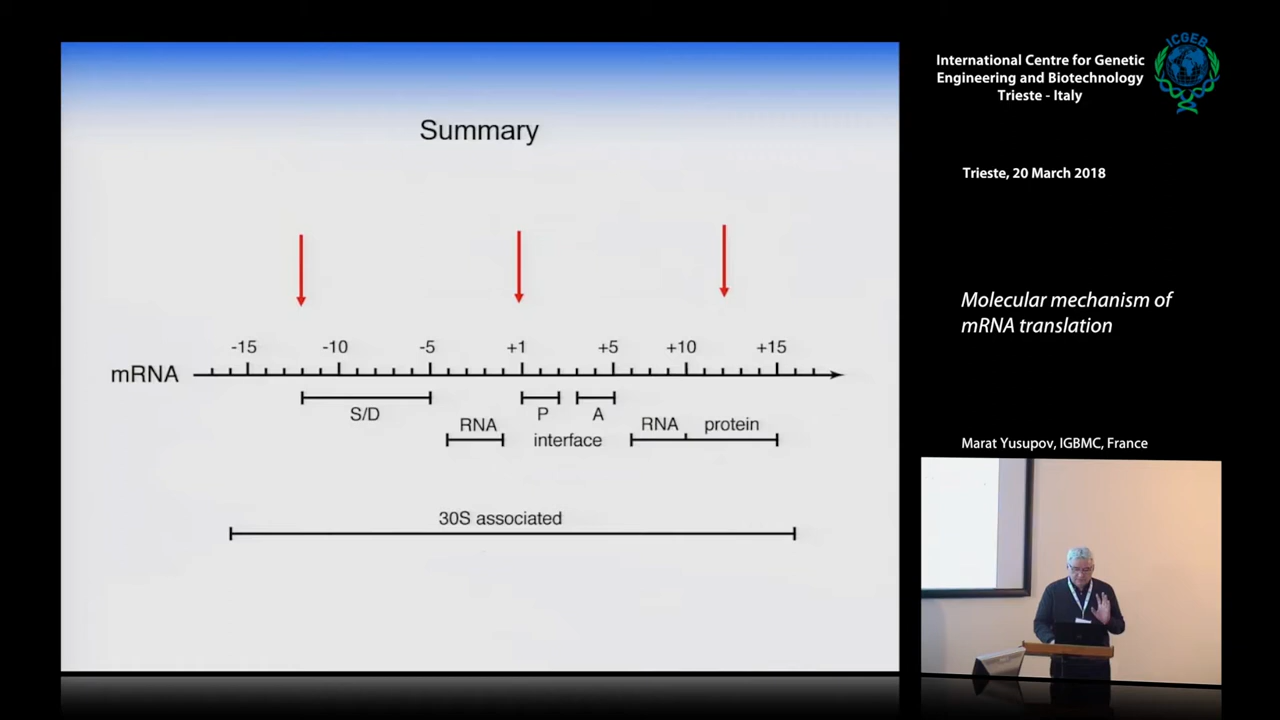 Summary
-15 -10 -5 +1 +5 +10 +15
mRNA
S/D
P A
RNA
interface
RNA protein
30S associated
International Centre for Genetic
Engineering and Biotechnology
Trieste - Italy
ICGEB
Trieste, 20 March 2018
Molecular mechanism of
mRNA translation
Marat Yusupov, IGBMC, France